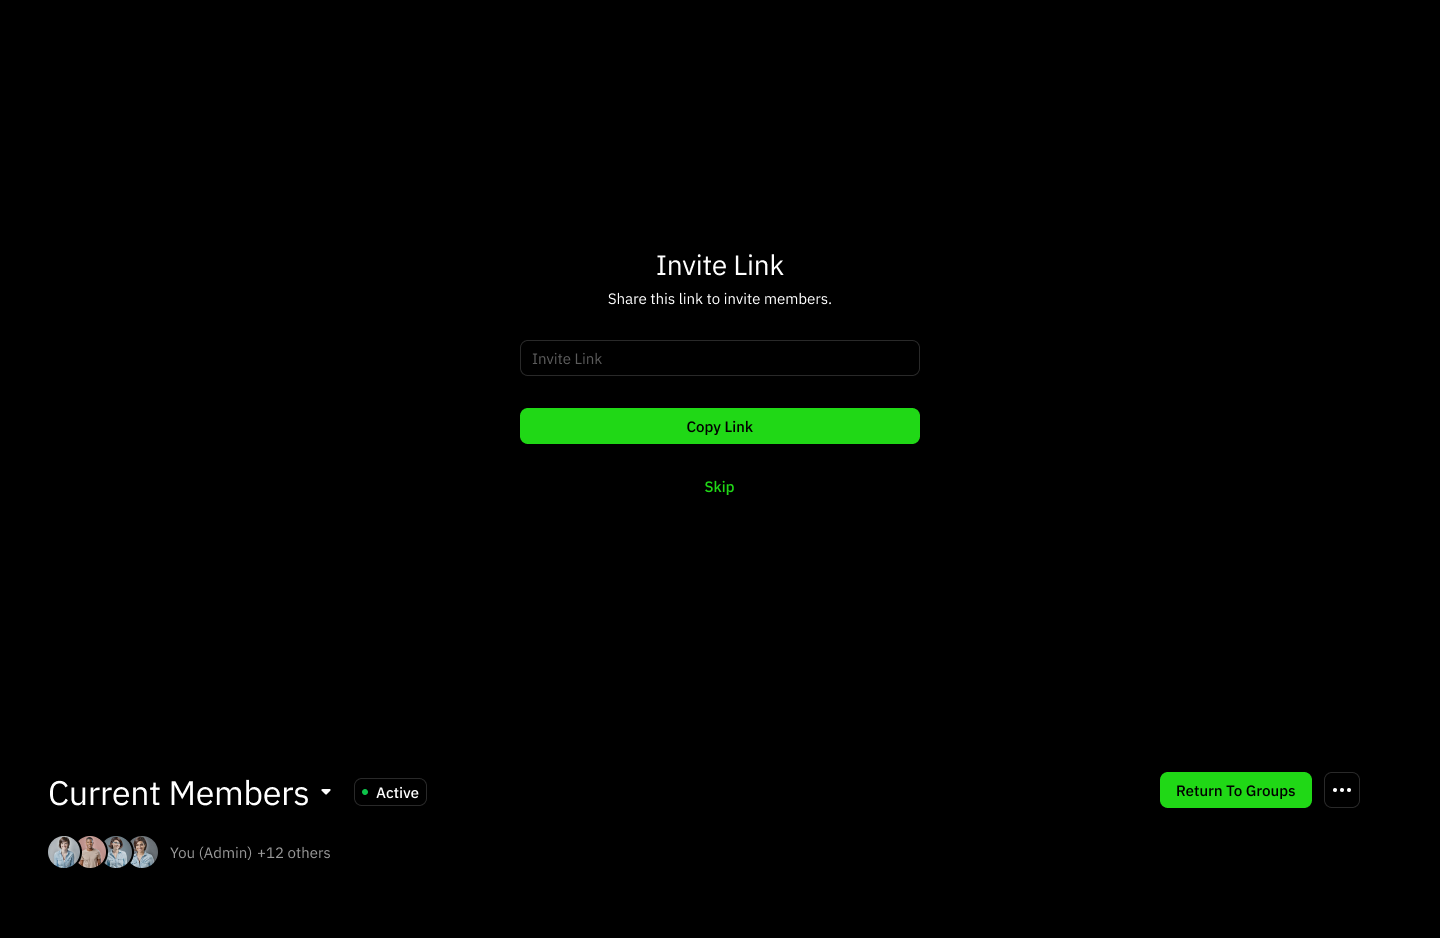 Invite Link
Share this link to invite members.
Invite Link
Copy Link
Skip
Current Members
Active
Return To Groups
You (Admin) +12 others